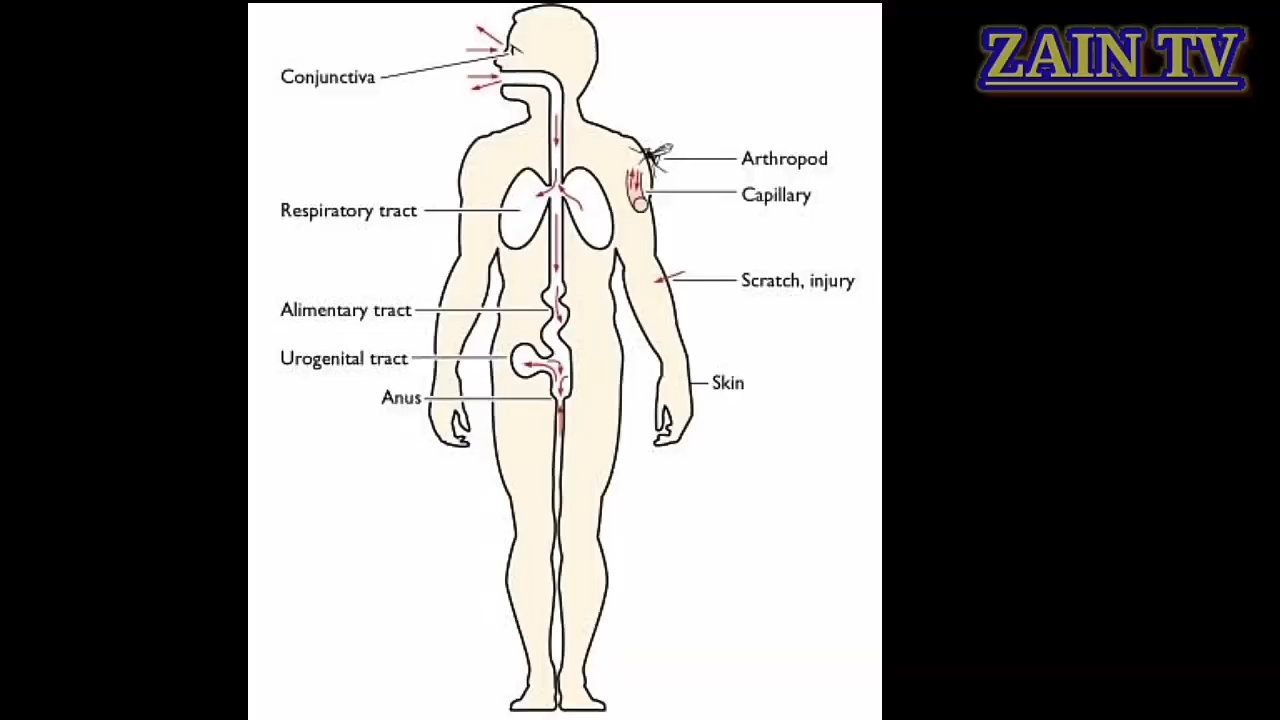 ZAIN TV
Conjunctiva
Arthropod
Capillary
Respiratory tract
Scratch, injury
Alimentary tract
Urogenital tract
Skin
Anus